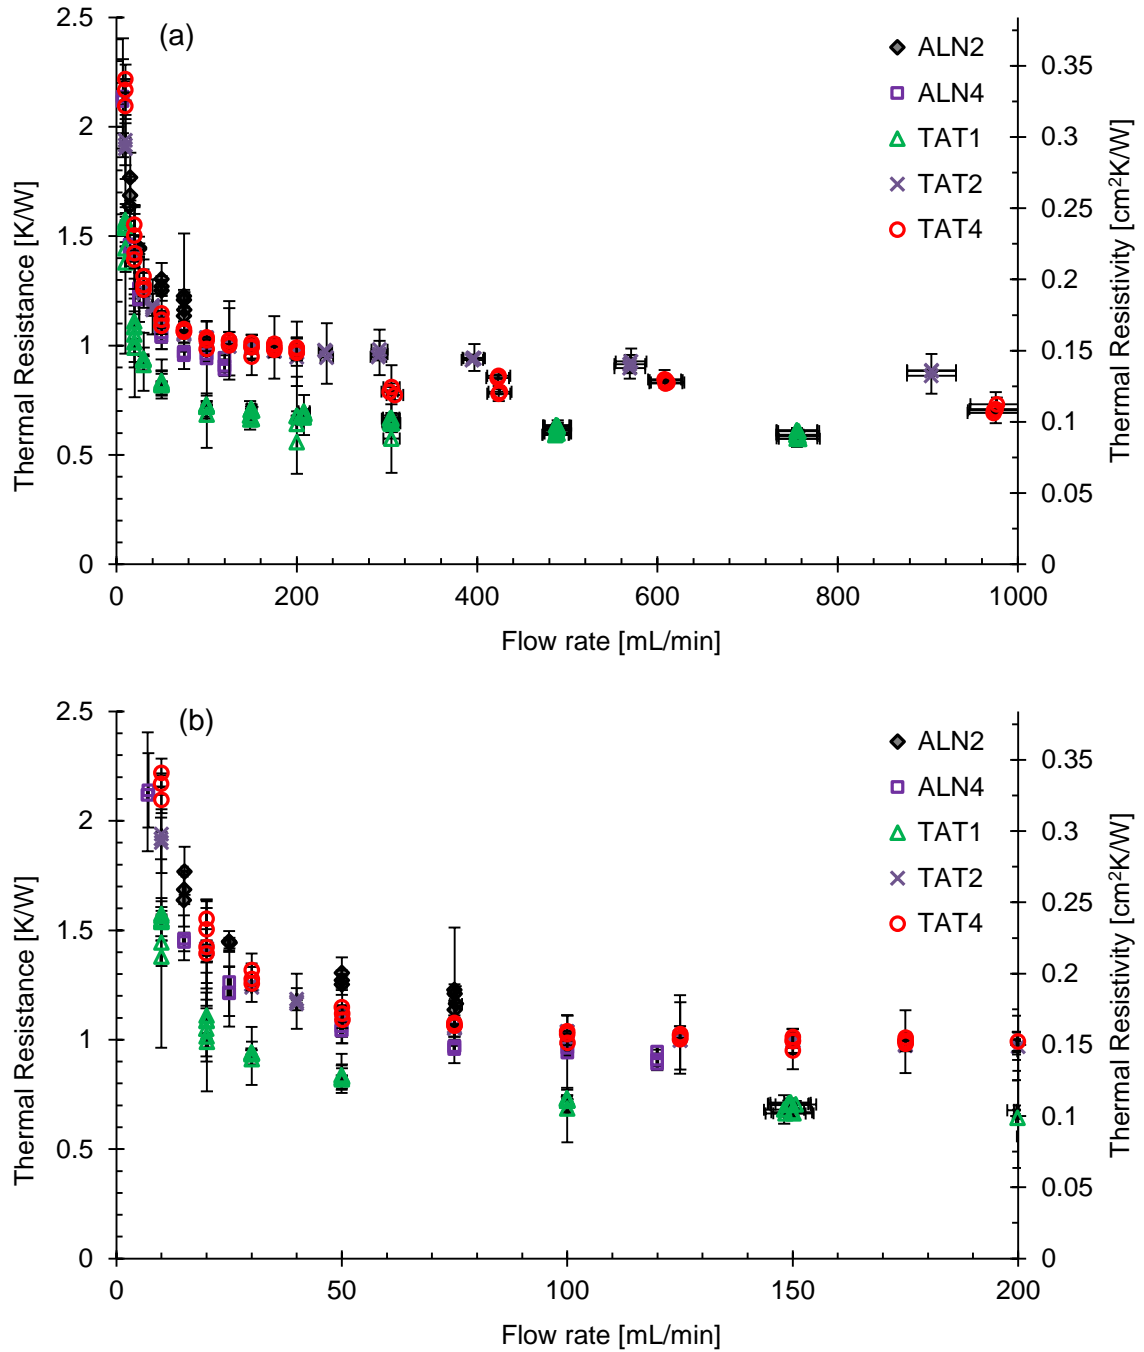 (a)
2.5
2
1.5
1
0.5
0
Thermal Resistance [K/W]
0.35
0.3
0.25
0.2
0.15
0.1
0.05
0
Thermal Resistivity [cm²K/W]
ALN2
ALN4
TAT1
TAT2
TAT4
0 200 400 600 800 1000
Flow rate [mL/min]
(b)
2.5
2
1.5
1
0.5
0
Thermal Resistance [K/W]
0.35
0.3
0.25
0.2
0.15
0.1
0.05
0
Thermal Resistivity [cm²K/W]
ALN2
ALN4
TAT1
TAT2
TAT4
0 50 100 150 200
Flow rate [mL/min]